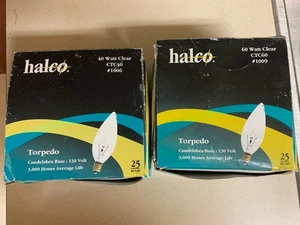 halco.
40 Watt Clear
CTC40
#1006
Torpedo
Candelabra Base : 130 Volt
3,000 Hours Average Life
25
halco.
60 Watt Clear
CTC60
#1009
Torpedo
Candelabra Base : 130 Volt
3,000 Hours Average Life
25